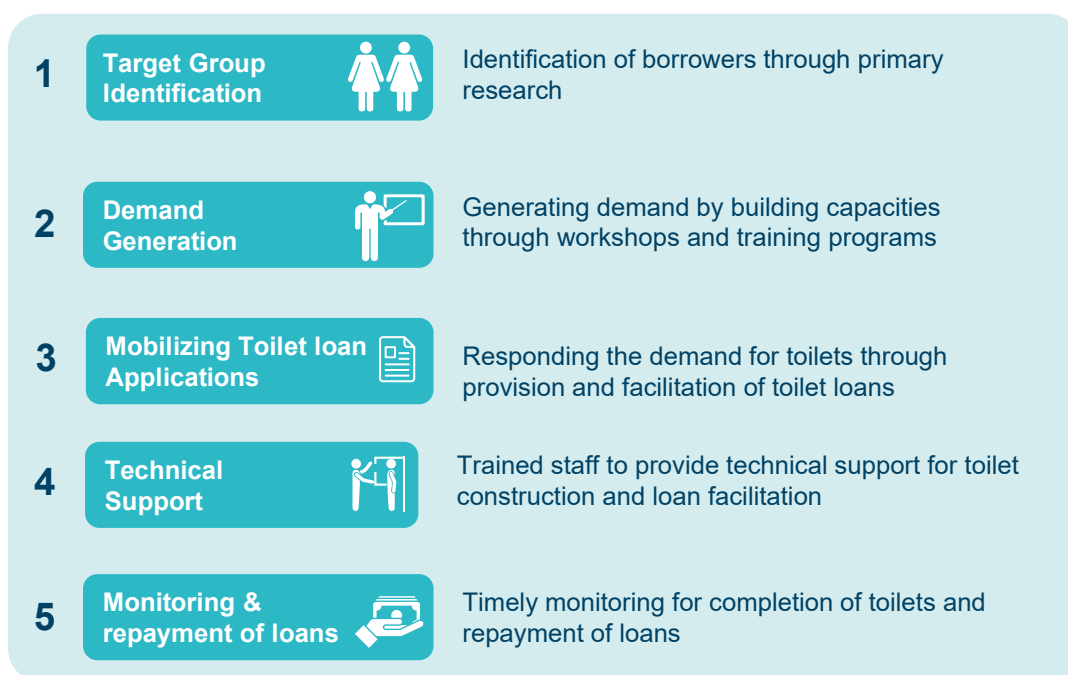 1
Target Group
Identification
Identification of borrowers through primary
research
2
Demand
Generation
Generating demand by building capacities
through workshops and training programs
3
Mobilizing Toilet loan
Applications
Responding the demand for toilets through
provision and facilitation of toilet loans
4
Technical
Support
Trained staff to provide technical support for toilet
construction and loan facilitation
5
Monitoring &
repayment of loans
Timely monitoring for completion of toilets and
repayment of loans